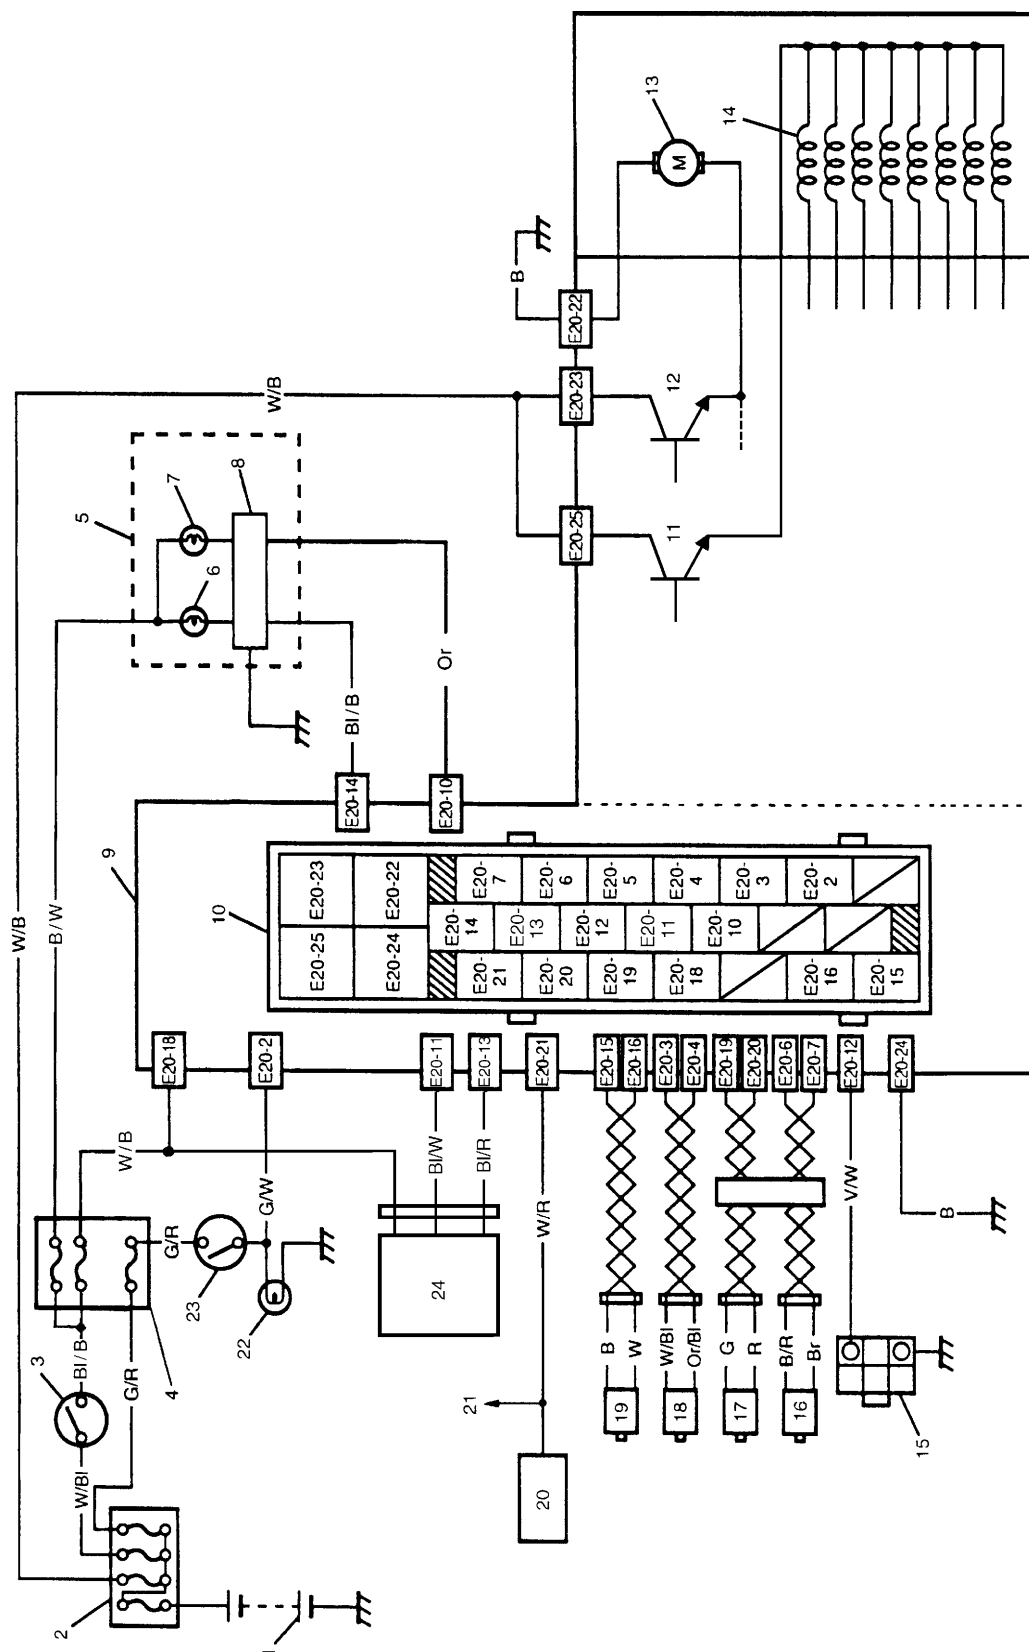 W/B
W/B
B/W
5
7
6
8
Bl/B
Or
B
13
M
14
12
11
E20-22
E20-23
E20-25
E20-14
E20-10
9
10
E20-23
E20-22
E20-7
E20-6
E20-5
E20-4
E20-3
E20-2
E20-14
E20-13
E20-12
E20-11
E20-10
E20-25
E20-24
E20-21
E20-20
E20-19
E20-18
E20-16
E20-15
E20-18
E20-2
E20-11
E20-13
E20-21
E20-15
E20-16
E20-3
E20-4
E20-19
E20-20
E20-6
E20-7
E20-12
E20-24
W/B
G/W
Bl/W
Bl/R
W/R
V/W
B
G/R
23
22
24
3
Bl/B
G/R
4
W/Bl
2
1
21
20
B
W
W/Bl
Or/Bl
G
R
B/R
Br
19
18
17
16
15